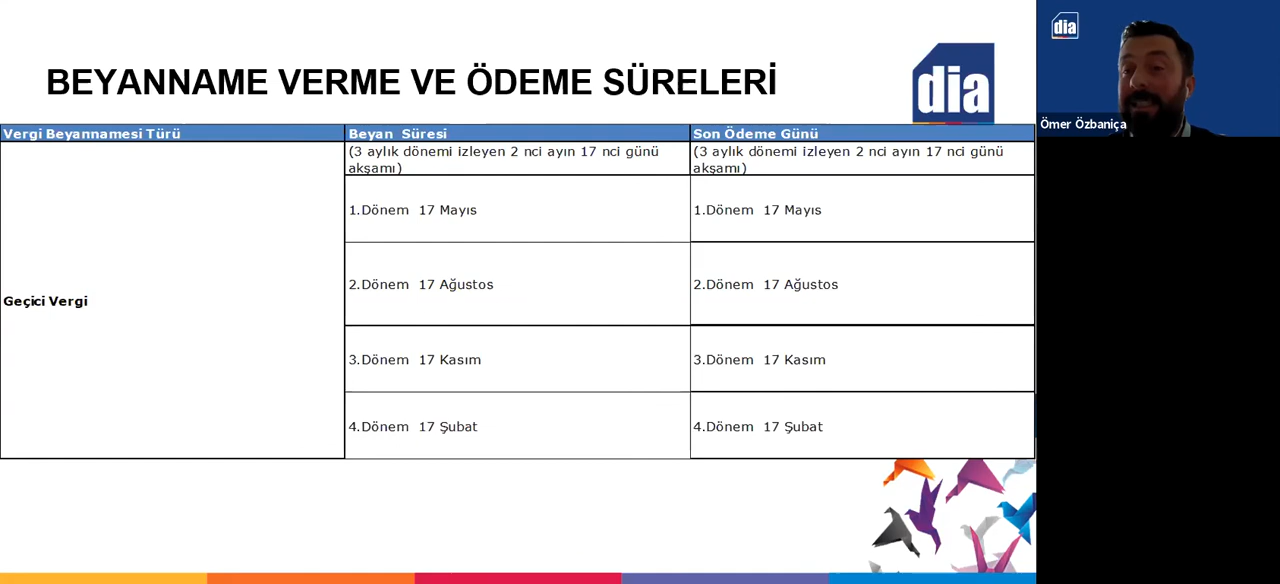 dia
BEYANNAME VERME VE ÖDEME SÜRELERİ
dia
Ömer Özbaniça
Vergi Beyannamesi Türü
Beyan Süresi
Son Ödeme Günü
(3 aylık dönemi izleyen 2 nci ayın 17 nci günü
akşamı)
(3 aylık dönemi izleyen 2 nci ayın 17 nci günü
akşamı)
Geçici Vergi
1.Dönem 17 Mayıs
1.Dönem 17 Mayıs
2.Dönem 17 Ağustos
2.Dönem 17 Ağustos
3.Dönem 17 Kasım
3.Dönem 17 Kasım
4.Dönem 17 Şubat
4.Dönem 17 Şubat